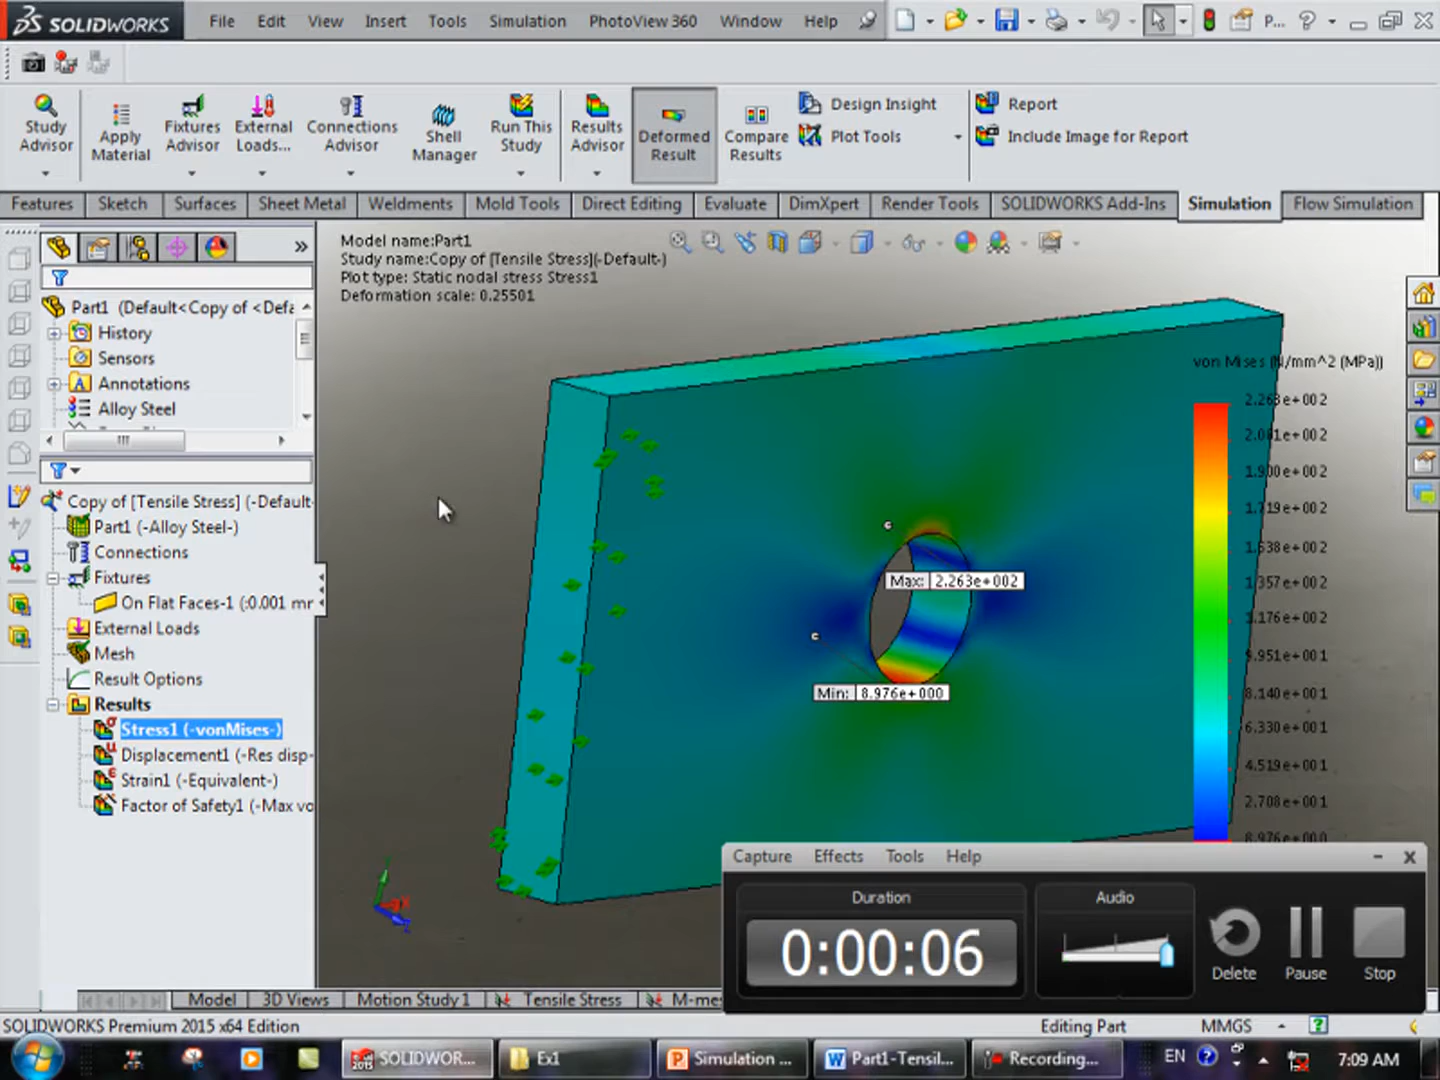 SOLIDWORKS File Edit View Insert Tools Simulation PhotoView 360 Window Help P... ?
Study Advisor
Apply Material
Fixtures Advisor
External Loads...
Connections Advisor
Shell Manager
Run This Study
Results Advisor
Deformed Result
Compare Results
Design Insight
Plot Tools
Report
Include Image for Report
Features Sketch Surfaces Sheet Metal Weldments Mold Tools Direct Editing Evaluate DimXpert Render Tools SOLIDWORKS Add-Ins Simulation Flow Simulation
Part1 (Default<Copy of <Defa
History
Sensors
Annotations
Alloy Steel
Copy of [Tensile Stress] (-Default-
Part1 (-Alloy Steel-)
Connections
Fixtures
On Flat Faces-1 (:0.001 mr
External Loads
Mesh
Result Options
Results
Stress1 (-vonMises-)
Displacement1 (-Res disp-
Strain1 (-Equivalent-)
Factor of Safety1 (-Max vo
Model name:Part1
Study name:Copy of [Tensile Stress](-Default-)
Plot type: Static nodal stress Stress1
Deformation scale: 0.25501
Max: 2.263e+002
Min: 8.976e+000
von Mises (N/mm^2 (MPa))
2.263e+002
2.081e+002
1.900e+002
1.719e+002
1.538e+002
1.357e+002
1.176e+002
9.951e+001
8.140e+001
6.330e+001
4.519e+001
2.708e+001
8.976e+000
Capture Effects Tools Help
Duration
0:00:06
Audio
Delete Pause Stop
Model 3D Views Motion Study 1 Tensile Stress M-me
SOLIDWORKS Premium 2015 x64 Edition
Editing Part MMGS
SOLIDWOR... Ex1 Simulation ... Part1-Tensil... Recording... EN 7:09 AM